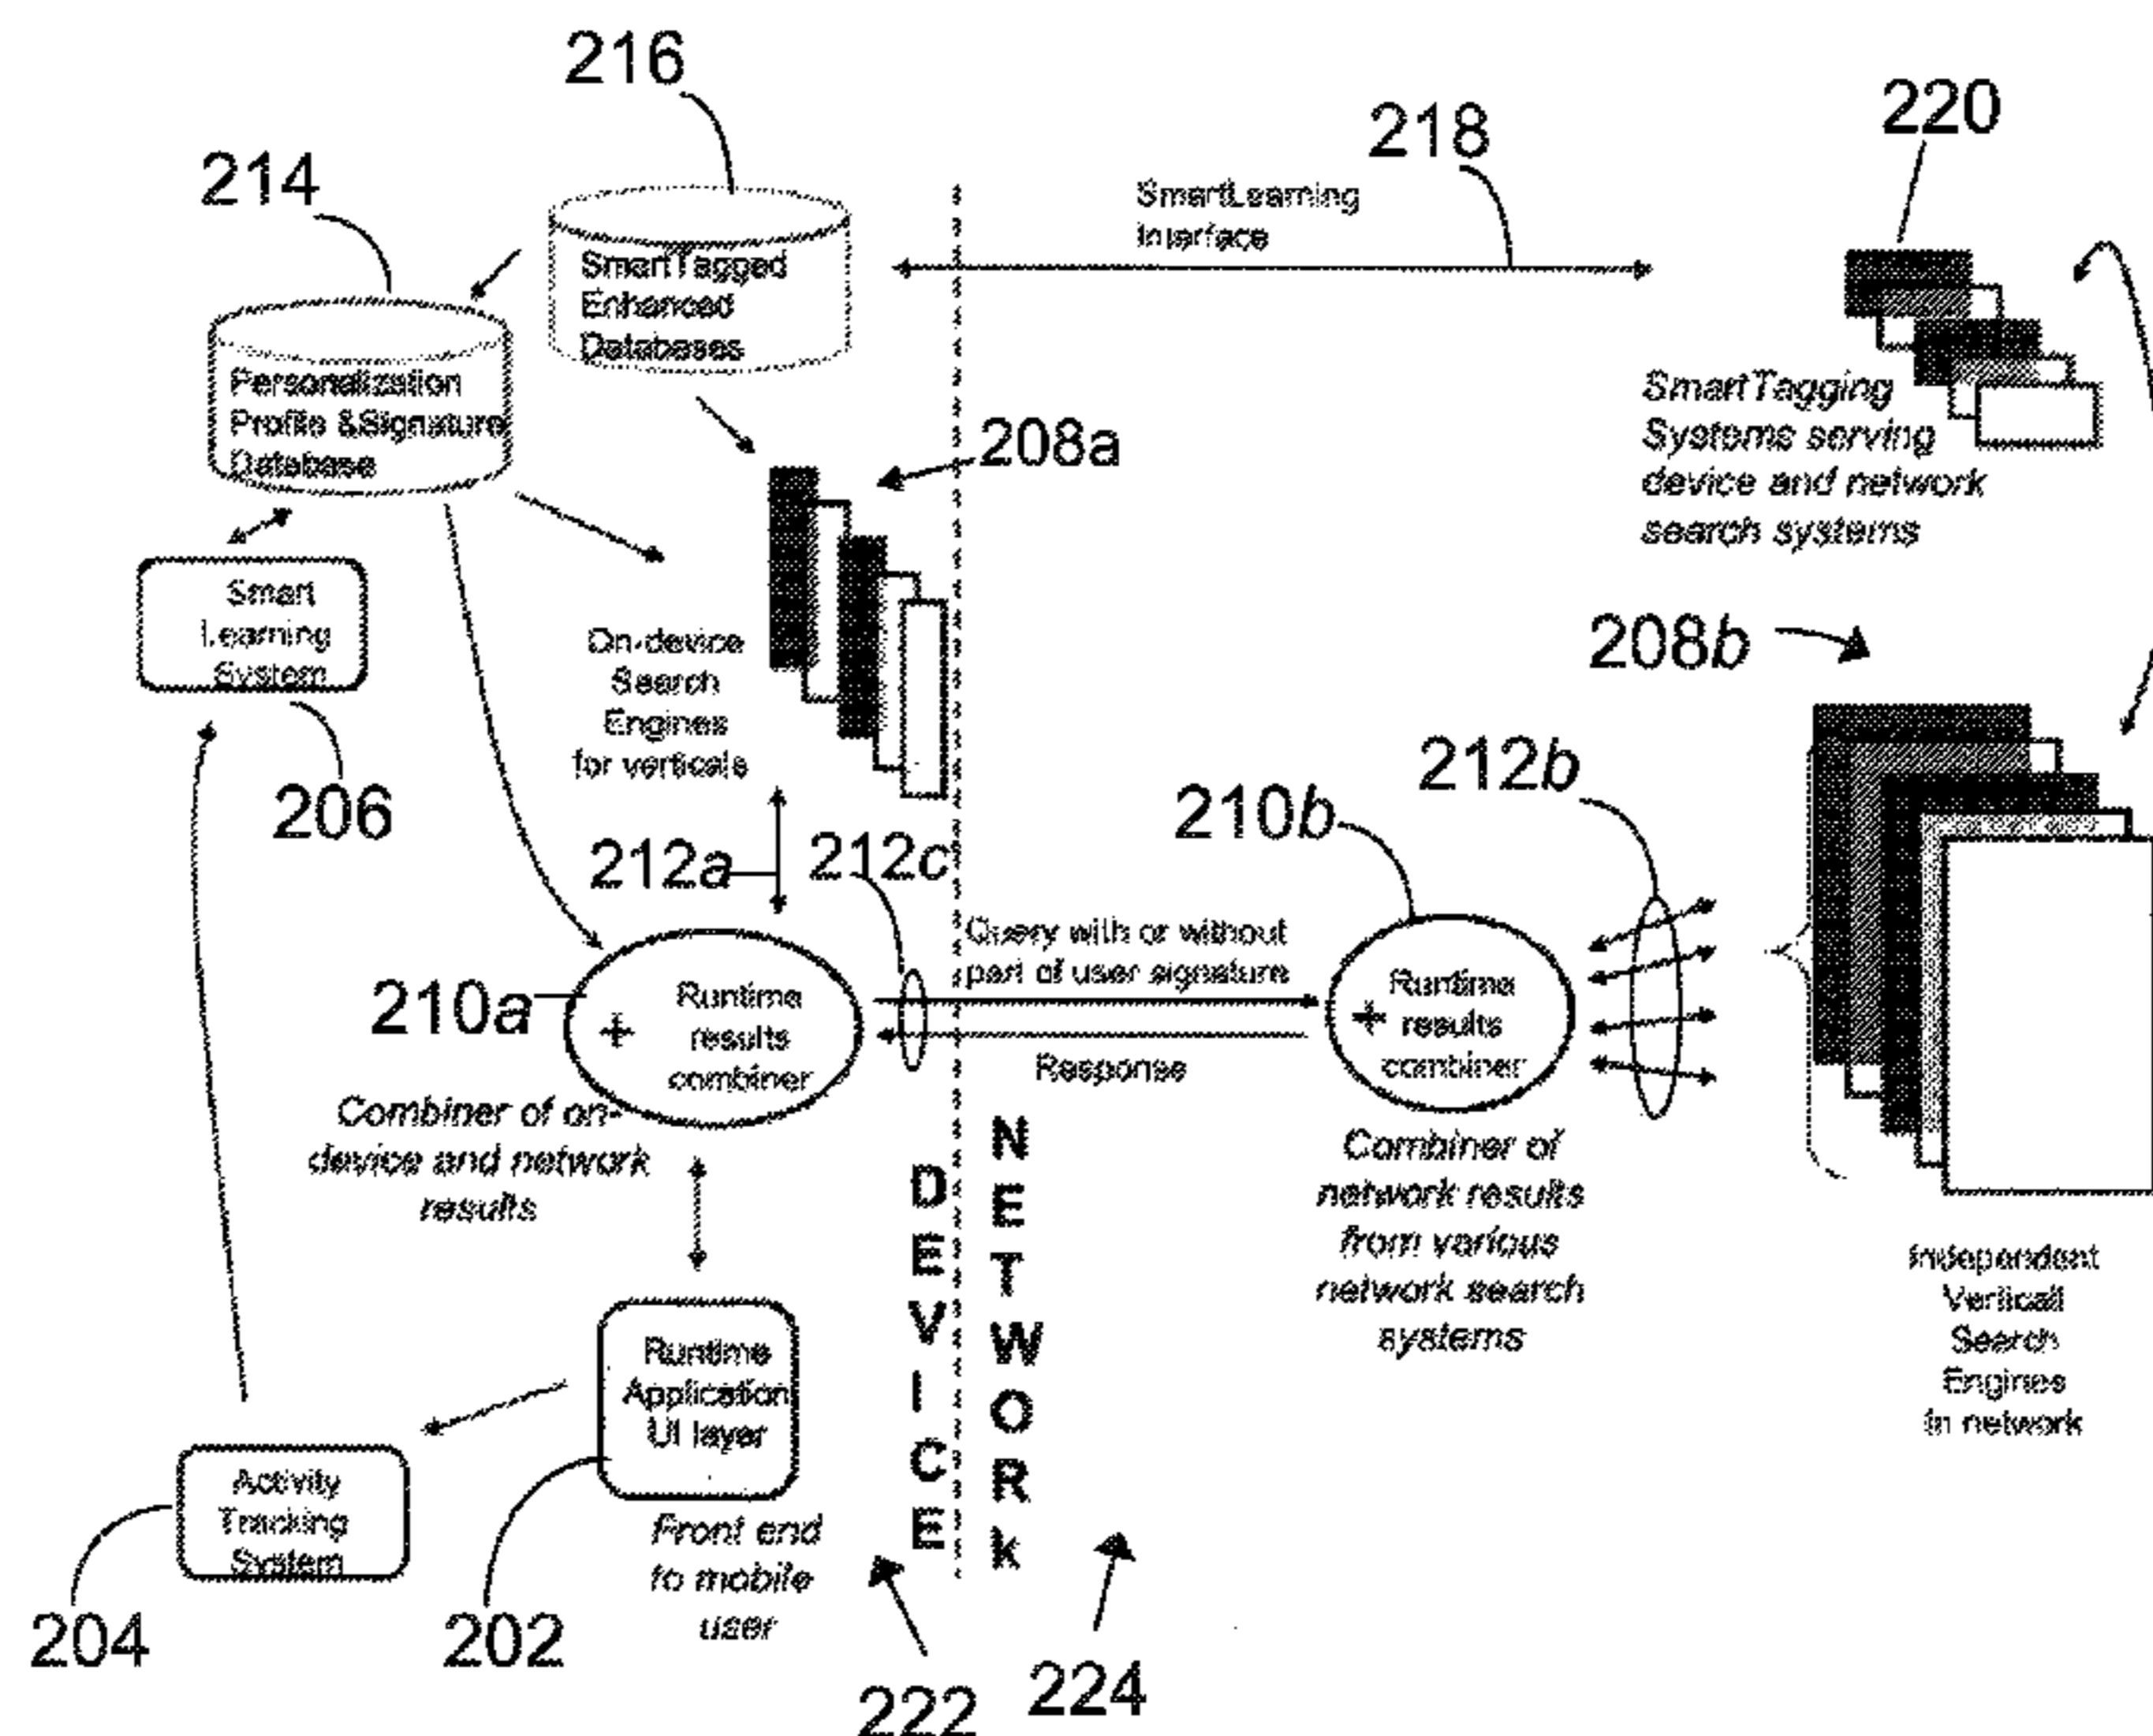 216
218
220
214
SmartLearning
Interface
SmartTagged
Enhanced
Databases
Personalization
Profile &Signature
Database
208a
SmartTagging
Systems serving
device and network
search systems
Smart
Learning
System
On-device
Search
Engines
for verticals
208b
206
212a
212c
210b
212b
Query with or without
part of user signature
210a
Runtime
results
combiner
Response
Runtime
results
combiner
Combiner of on-
device and network
results
Combiner of
network results
from various
network search
systems
DEVICE
NETWORK
Independent
Verticall
Search
Engines
in network
Runtime
Application
UI layer
Activity
Tracking
System
Front end
to mobile
user
204
202
222
224